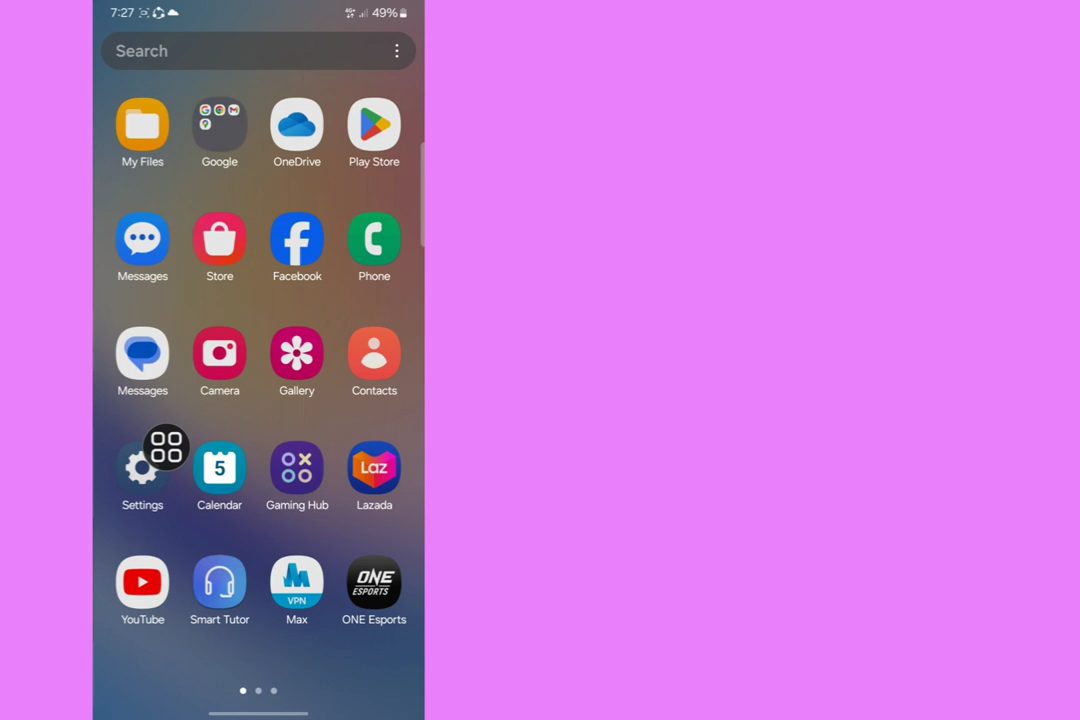 7:27 4G+ 49%
Search
My Files Google OneDrive Play Store
Messages Store Facebook Phone
Messages Camera Gallery Contacts
5 Laz
Settings Calendar Gaming Hub Lazada
VPN ONE ESPORTS
YouTube Smart Tutor Max ONE Esports